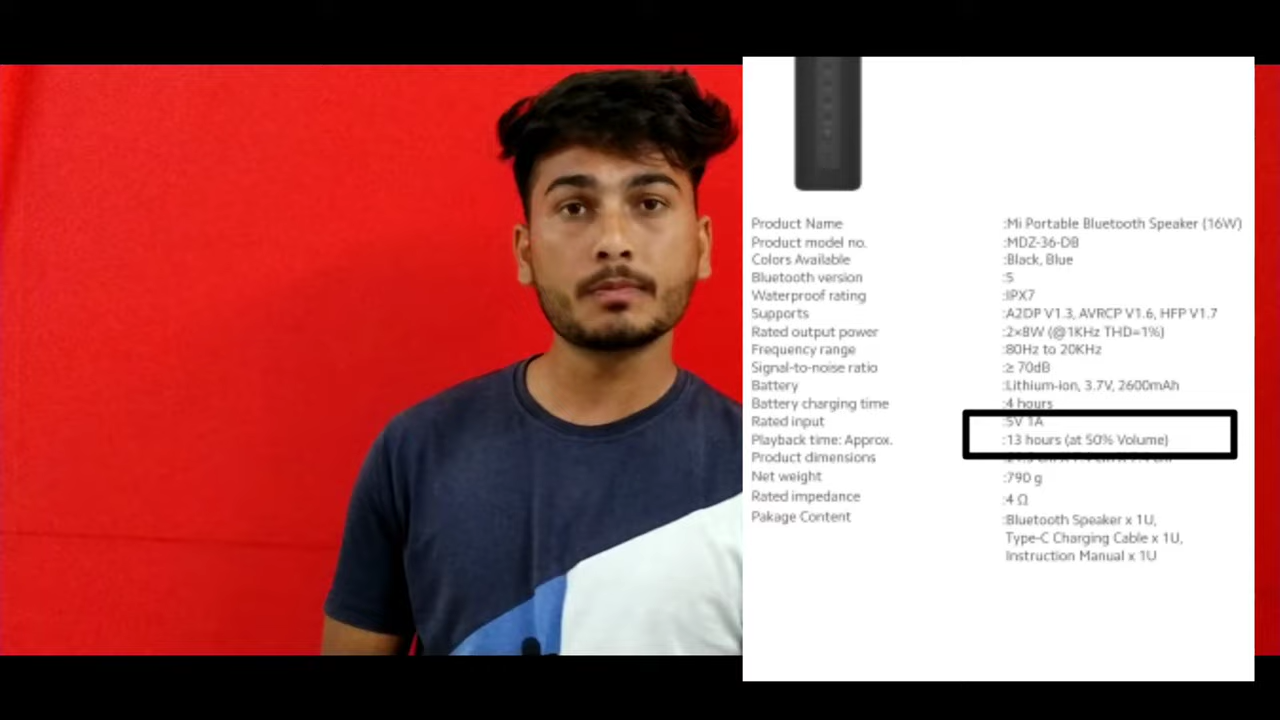 Product Name :Mi Portable Bluetooth Speaker (16W)
Product model no. :MDZ-36-DB
Colors Available :Black, Blue
Bluetooth version :5
Waterproof rating :IPX7
Supports :A2DP V1.3, AVRCP V1.6, HFP V1.7
Rated output power :2×8W (@1KHz THD=1%)
Frequency range :80Hz to 20KHz
Signal-to-noise ratio :≥ 70dB
Battery :Lithium-ion, 3.7V, 2600mAh
Battery charging time :4 hours
Rated input :5V 1A
Playback time: Approx. :13 hours (at 50% Volume)
Product dimensions
Net weight :790 g
Rated impedance :4 Ω
Pakage Content :Bluetooth Speaker x 1U,
Type-C Charging Cable x 1U,
Instruction Manual x 1U